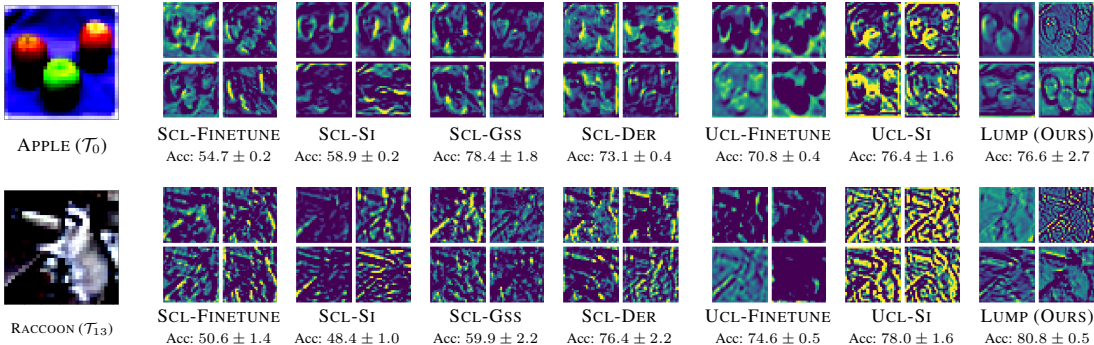 SCL-FINETUNE SCL-SI SCL-GSS SCL-DER UCL-FINETUNE UCL-SI LUMP (OURS)
APPLE (𝒯₀) Acc: 54.7 ± 0.2 Acc: 58.9 ± 0.2 Acc: 78.4 ± 1.8 Acc: 73.1 ± 0.4 Acc: 70.8 ± 0.4 Acc: 76.4 ± 1.6 Acc: 76.6 ± 2.7
SCL-FINETUNE SCL-SI SCL-GSS SCL-DER UCL-FINETUNE UCL-SI LUMP (OURS)
RACCOON (𝒯₁₃) Acc: 50.6 ± 1.4 Acc: 48.4 ± 1.0 Acc: 59.9 ± 2.2 Acc: 76.4 ± 2.2 Acc: 74.6 ± 0.5 Acc: 78.0 ± 1.6 Acc: 80.8 ± 0.5